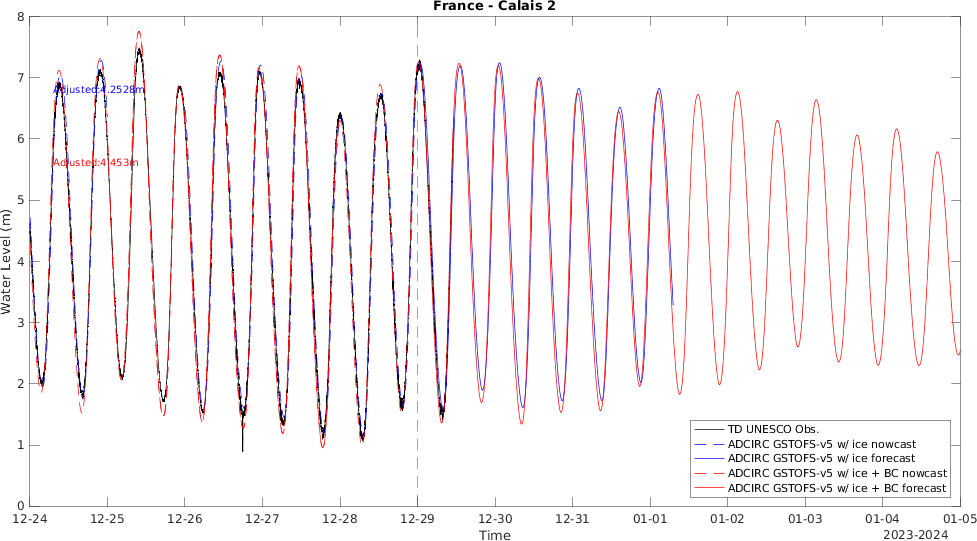 France - Calais 2
8
7
6
5
4
3
2
1
0
Water Level (m)
Adjusted:4.2528m
Adjusted:4.453m
TD UNESCO Obs.
ADCIRC GSTOFS-v5 w/ ice nowcast
ADCIRC GSTOFS-v5 w/ ice forecast
ADCIRC GSTOFS-v5 w/ ice + BC nowcast
ADCIRC GSTOFS-v5 w/ ice + BC forecast
12-24 12-25 12-26 12-27 12-28 12-29 12-30 12-31 01-01 01-02 01-03 01-04 01-05
Time
2023-2024